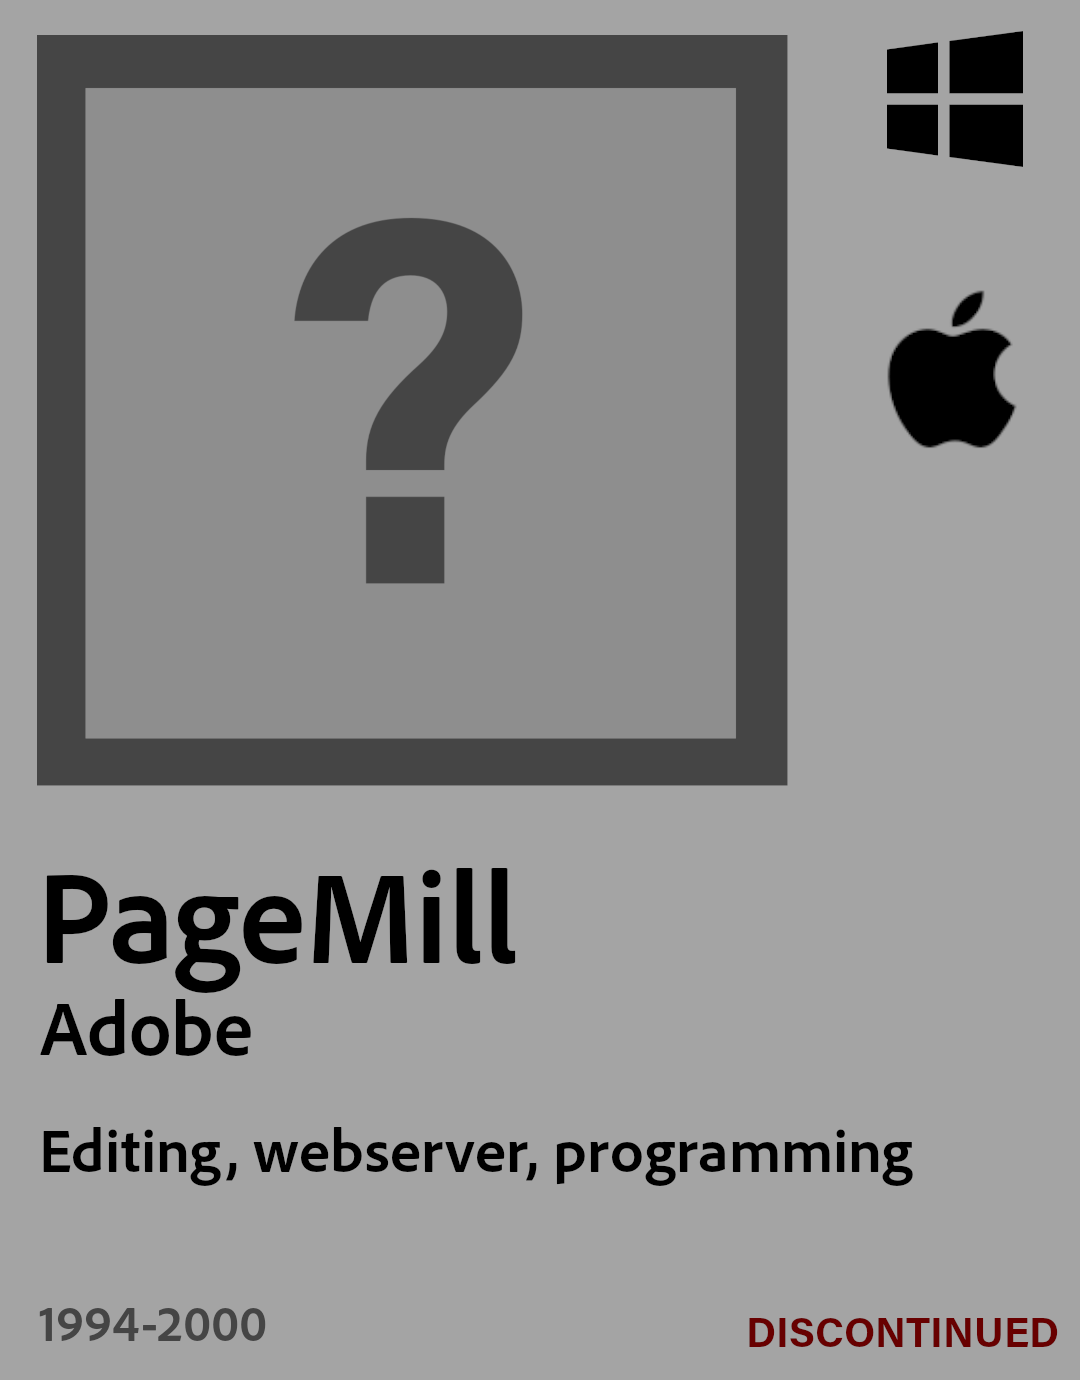 ?
PageMill
Adobe
Editing, webserver, programming
1994-2000
DISCONTINUED